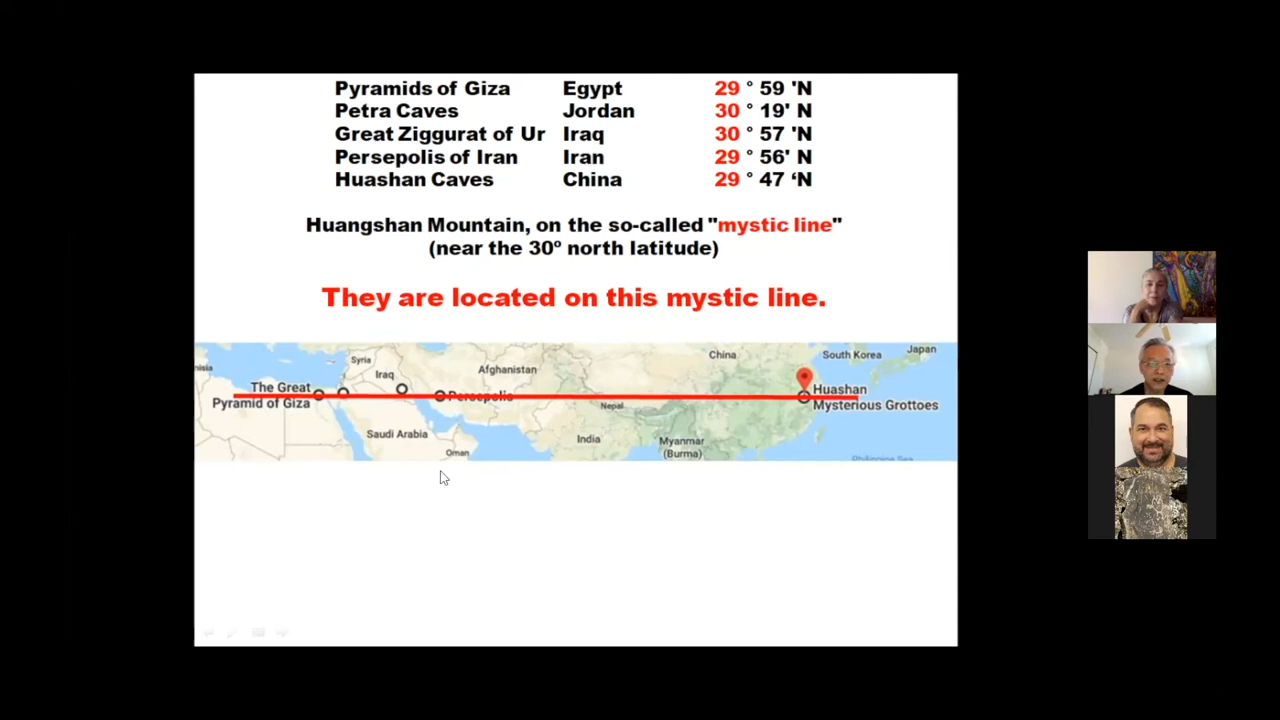 Pyramids of Giza Egypt 29 ° 59 'N
Petra Caves Jordan 30 ° 19' N
Great Ziggurat of Ur Iraq 30 ° 57 'N
Persepolis of Iran Iran 29 ° 56' N
Huashan Caves China 29 ° 47 ‘N
Huangshan Mountain, on the so-called "mystic line"
(near the 30º north latitude)
They are located on this mystic line.
nisia
Syria
Iraq
Afghanistan
China
South Korea
Japan
The Great
Pyramid of Giza
Persepolis
Nepal
Huashan
Mysterious Grottoes
Saudi Arabia
Oman
India
Myanmar
(Burma)
Philippine Sea